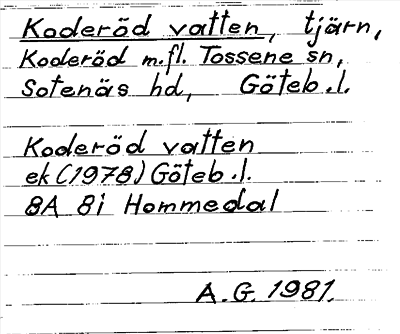 Koderöd vatten, tjärn,
Koderöd m.fl. Tossene sn,
Sotenäs hd, Göteb.l.
Koderöd vatten
ek (1978) Göteb.l.
8A 8i Hommedal
A.G. 1981.